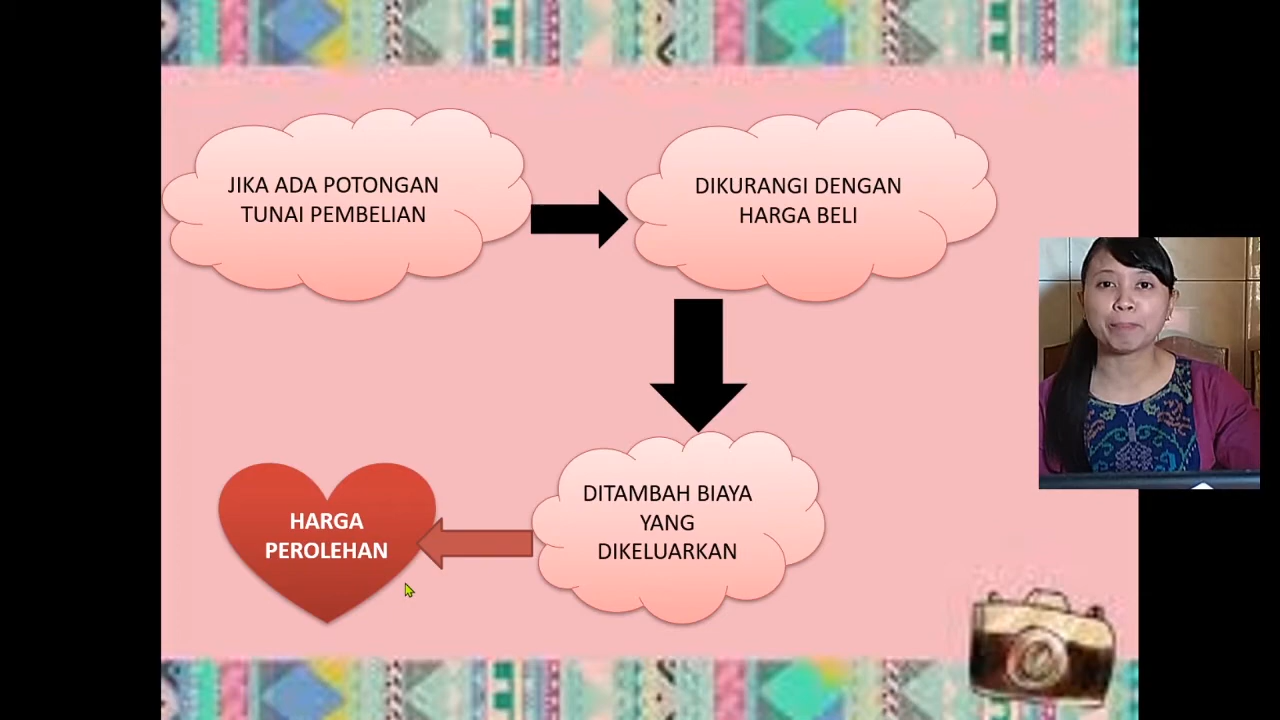 JIKA ADA POTONGAN
TUNAI PEMBELIAN
DIKURANGI DENGAN
HARGA BELI
DITAMBAH BIAYA
YANG
DIKELUARKAN
HARGA
PEROLEHAN